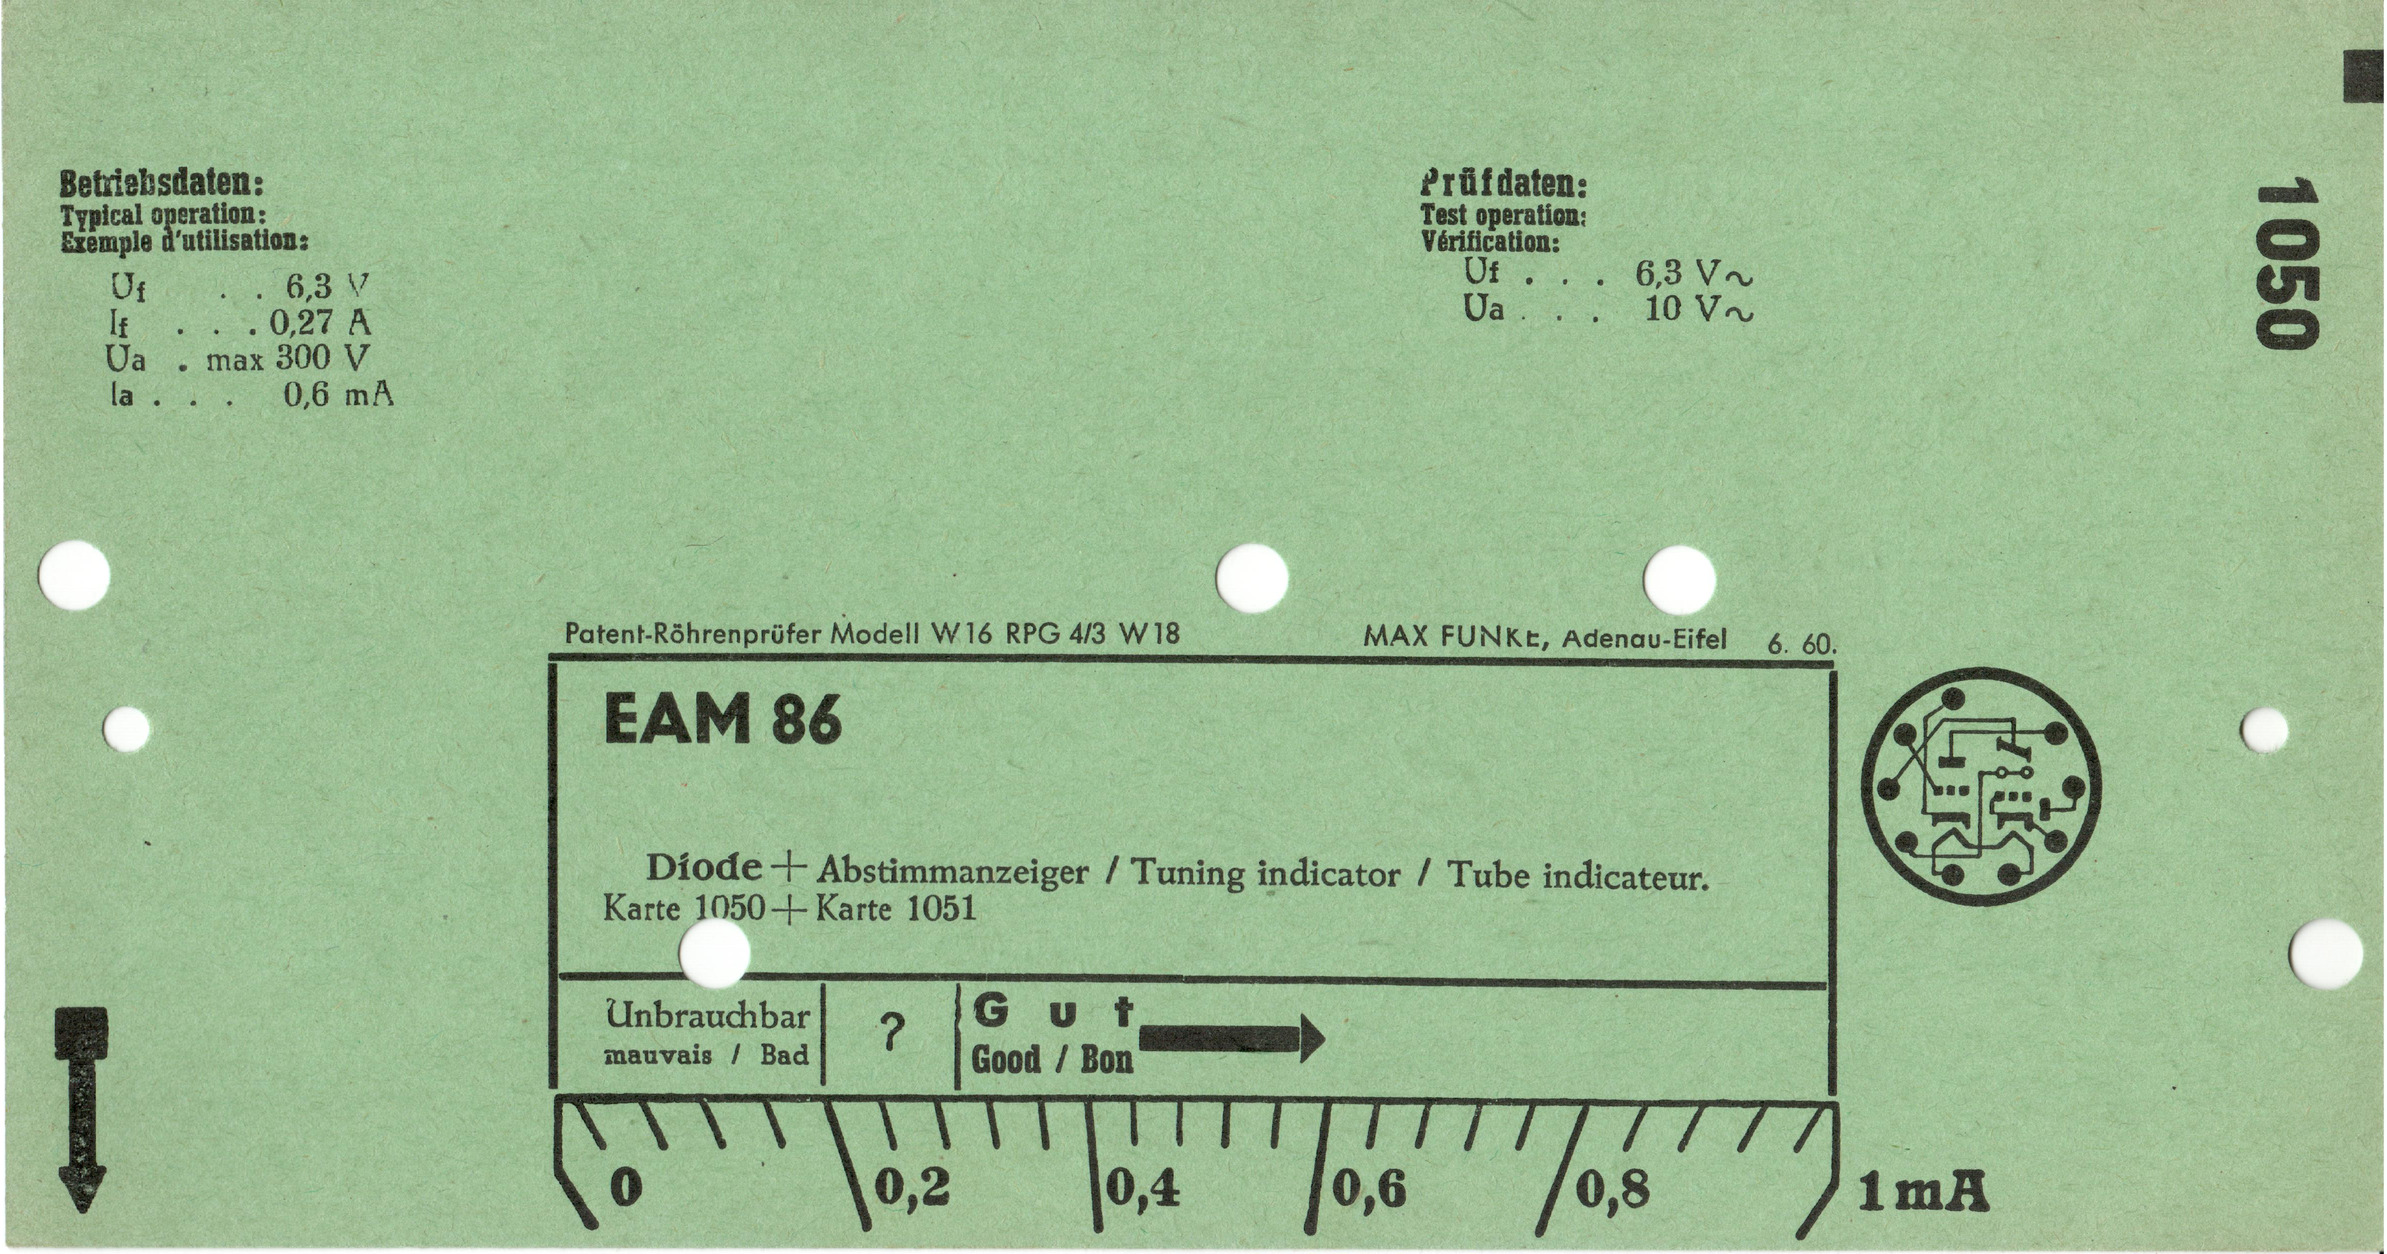 Betriebsdaten:
Typical operation:
Exemple d'utilisation:
Uf . . 6,3 V
If . . . 0,27 A
Ua . max 300 V
Ia . . . 0,6 mA
Prüfdaten:
Test operation:
Vérification:
Uf . . . 6,3 V~
Ua . . . 10 V~
1050
Patent-Röhrenprüfer Modell W16 RPG 4/3 W18 MAX FUNKE, Adenau-Eifel 6. 60.
EAM 86
Diode + Abstimmanzeiger / Tuning indicator / Tube indicateur.
Karte 1050 + Karte 1051
Unbrauchbar
mauvais / Bad
?
Gut
Good / Bon
0 0,2 0,4 0,6 0,8 1 mA